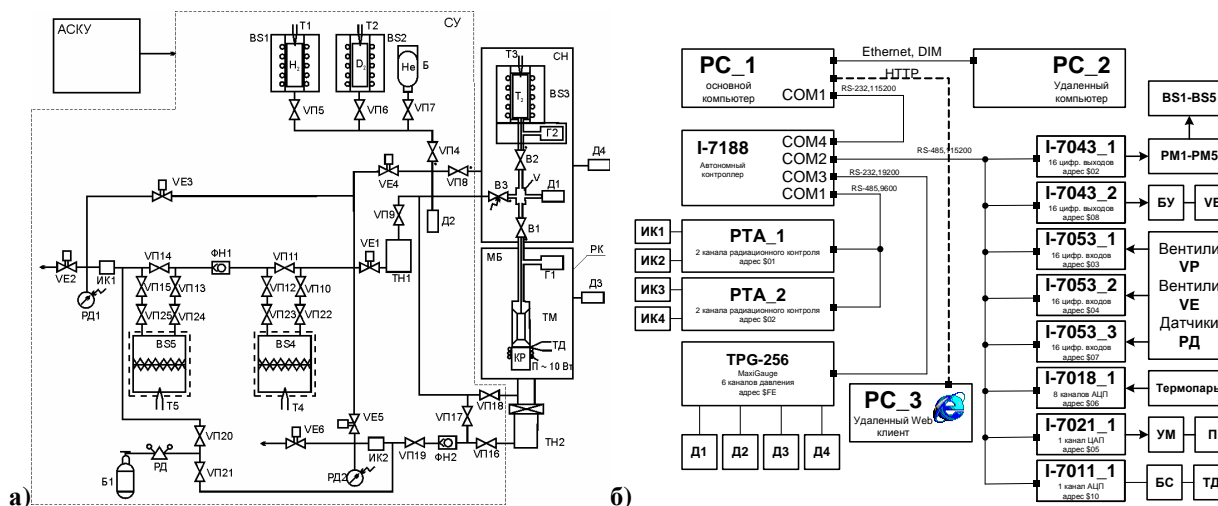 АСКУ
СУ
T1
T2
BS1
BS2
H2
D2
He
Б
ВП5
ВП6
ВП7
T3
СН
BS3
T2
Г2
В2
Д4
ВП4
VE4
ВП8
V
В3
Д1
VE3
ВП9
Д2
В1
VE1
ТН1
РК
МБ
Г1
Д3
ВП14
ФН1
ВП11
VE2
ИК1
ВП15
ВП13
ВП12
ВП10
РД1
ВП25
ВП24
ВП23
ВП22
ТМ
ТД
КР
П ~ 10 Вт
BS5
BS4
T5
T4
VE5
ВП17
ВП18
ВП20
VE6
РД
ИК2
ВП19
ФН2
ВП16
ТН2
Б1
ВП21
РД2
а)
PC_1
основной
компьютер
COM1
Ethernet, DIM
HTTP
RS-232,115200
PC_2
Удаленный
компьютер
I-7188
Автономный
контроллер
COM4
COM2
COM3
COM1
RS-485,115200
RS-232,19200
RS-485,9600
ИК1
ИК2
PTA_1
2 канала радиационного контроля
адрес $01
ИК3
ИК4
PTA_2
2 канала радиационного контроля
адрес $02
TPG-256
MaxiGauge
6 каналов давления
адрес $FE
Д1
Д2
Д3
Д4
PC_3
Удаленный Web
клиент
BS1-BS5
I-7043_1
16 цифр. выходов
адрес $02
PM1-PM5
I-7043_2
16 цифр. выходов
адрес $08
БУ
VE
I-7053_1
16 цифр. входов
адрес $03
I-7053_2
16 цифр. входов
адрес $04
I-7053_3
16 цифр. входов
адрес $07
Вентили
VP
Вентили
VE
Датчики
РД
I-7018_1
8 каналов АЦП
адрес $06
Термопары
I-7021_1
1 канал ЦАП
адрес $05
УМ
П
I-7011_1
1 канал АЦП
адрес $10
БС
ТД
б)